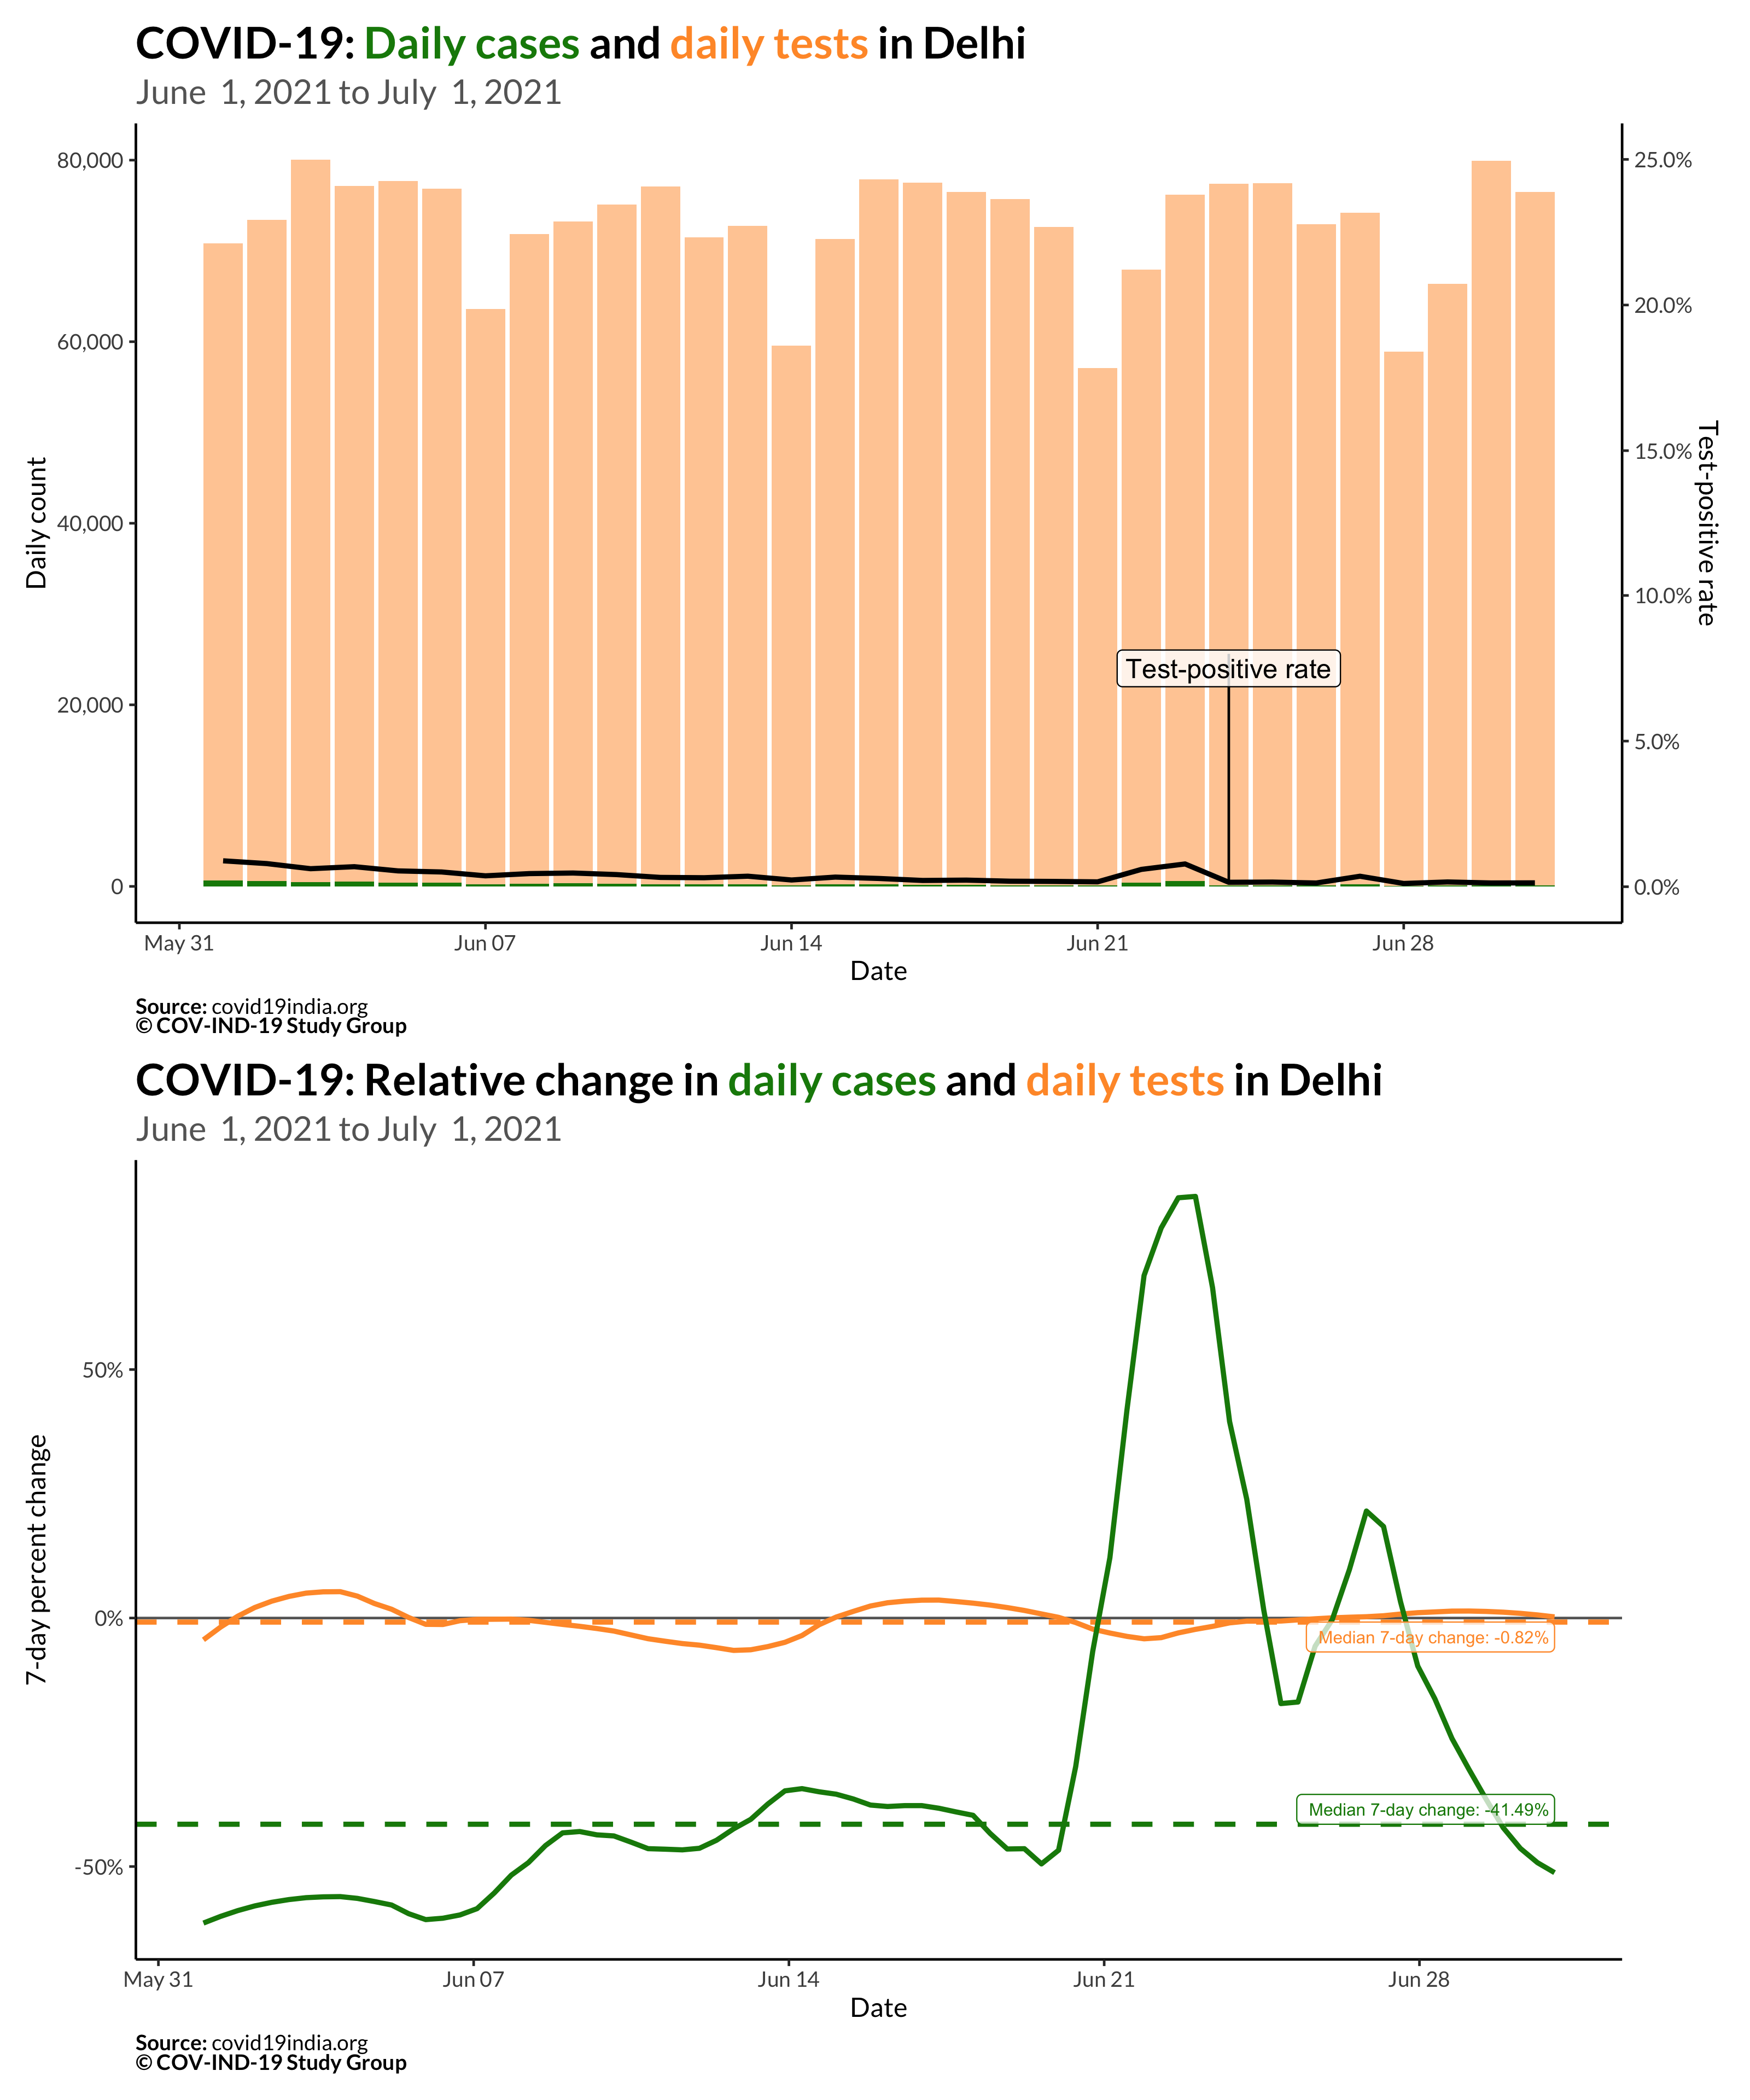 COVID-19: Daily cases and daily tests in Delhi
June 1, 2021 to July 1, 2021
80,000
60,000
40,000
20,000
0
Daily count
25.0%
20.0%
15.0%
10.0%
5.0%
0.0%
Test-positive rate
Test-positive rate
May 31
Jun 07
Jun 14
Jun 21
Jun 28
Date
Source: covid19india.org
© COV-IND-19 Study Group
COVID-19: Relative change in daily cases and daily tests in Delhi
June 1, 2021 to July 1, 2021
50%
0%
-50%
7-day percent change
Median 7-day change: -0.82%
Median 7-day change: -41.49%
May 31
Jun 07
Jun 14
Jun 21
Jun 28
Date
Source: covid19india.org
© COV-IND-19 Study Group